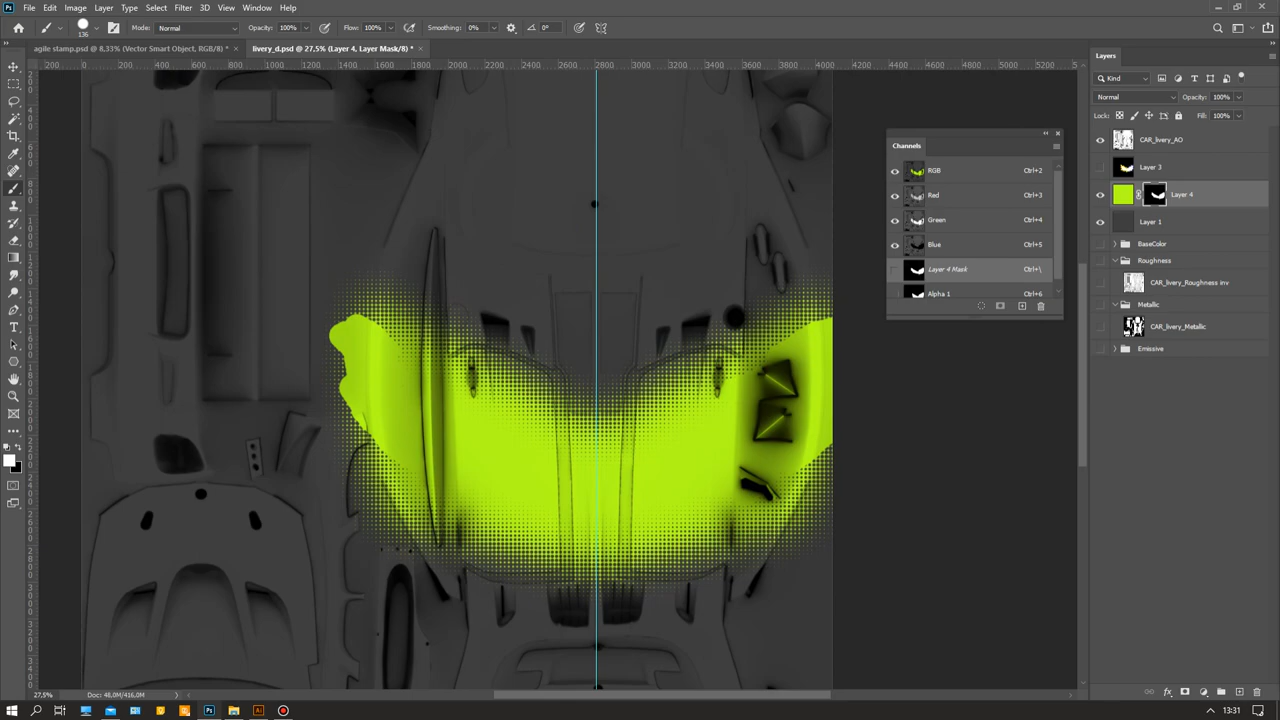 File Edit Image Layer Type Select Filter 3D View Window Help
136 Mode: Normal Opacity: 100% Flow: 100% Smoothing: 0% 0°
agile stamp.psd @ 8,33% (Vector Smart Object, RGB/8) * × livery_d.psd @ 27,5% (Layer 4, Layer Mask/8) * ×
200 0 200 400 600 800 1000 1200 1400 1600 1800 2000 2200 2400 2600 2800 3000 3200 3400 3600 3800 4000 4200 4400 4600 4800 5000 5200
Channels
RGB Ctrl+2
Red Ctrl+3
Green Ctrl+4
Blue Ctrl+5
Layer 4 Mask Ctrl+\
Alpha 1 Ctrl+6
Layers
Kind
Normal Opacity: 100%
Lock: Fill: 100%
CAR_livery_AO
Layer 3
Layer 4
Layer 1
BaseColor
Roughness
CAR_livery_Roughness inv
Metallic
CAR_livery_Metallic
Emissive
27,5% Doc: 48,0M/416,0M
13:31